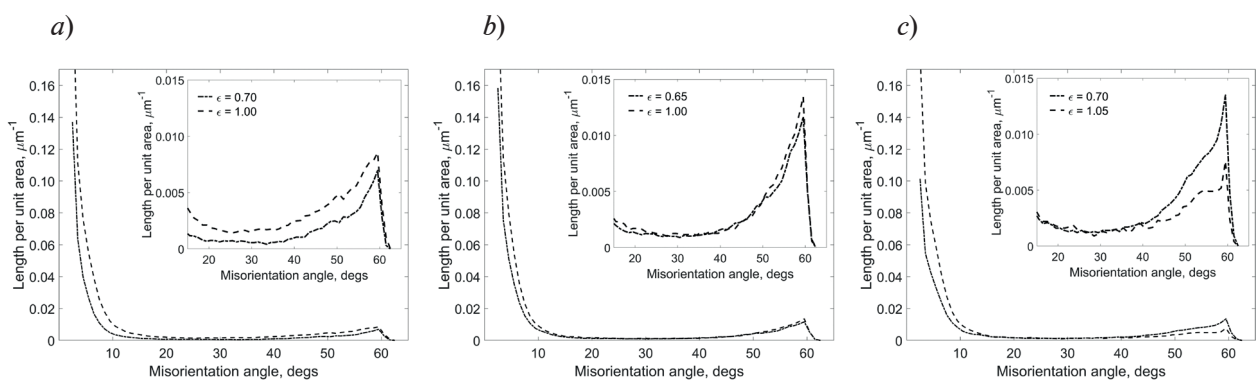 a)
b)
c)
0.16
0.14
0.12
0.10
0.08
0.06
0.04
0.02
0
10 20 30 40 50 60
Misorientation angle, degs
Length per unit area, μm-1
0.015
0.010
0.005
0
20 30 40 50 60
Misorientation angle, degs
Length per unit area, μm-1
ϵ = 0.70
ϵ = 1.00
0.16
0.14
0.12
0.10
0.08
0.06
0.04
0.02
0
10 20 30 40 50 60
Misorientation angle, degs
Length per unit area, μm-1
0.015
0.010
0.005
0
20 30 40 50 60
Misorientation angle, degs
Length per unit area, μm-1
ϵ = 0.65
ϵ = 1.00
0.16
0.14
0.12
0.10
0.08
0.06
0.04
0.02
0
10 20 30 40 50 60
Misorientation angle, degs
Length per unit area, μm-1
0.015
0.010
0.005
0
20 30 40 50 60
Misorientation angle, degs
Length per unit area, μm-1
ϵ = 0.70
ϵ = 1.05